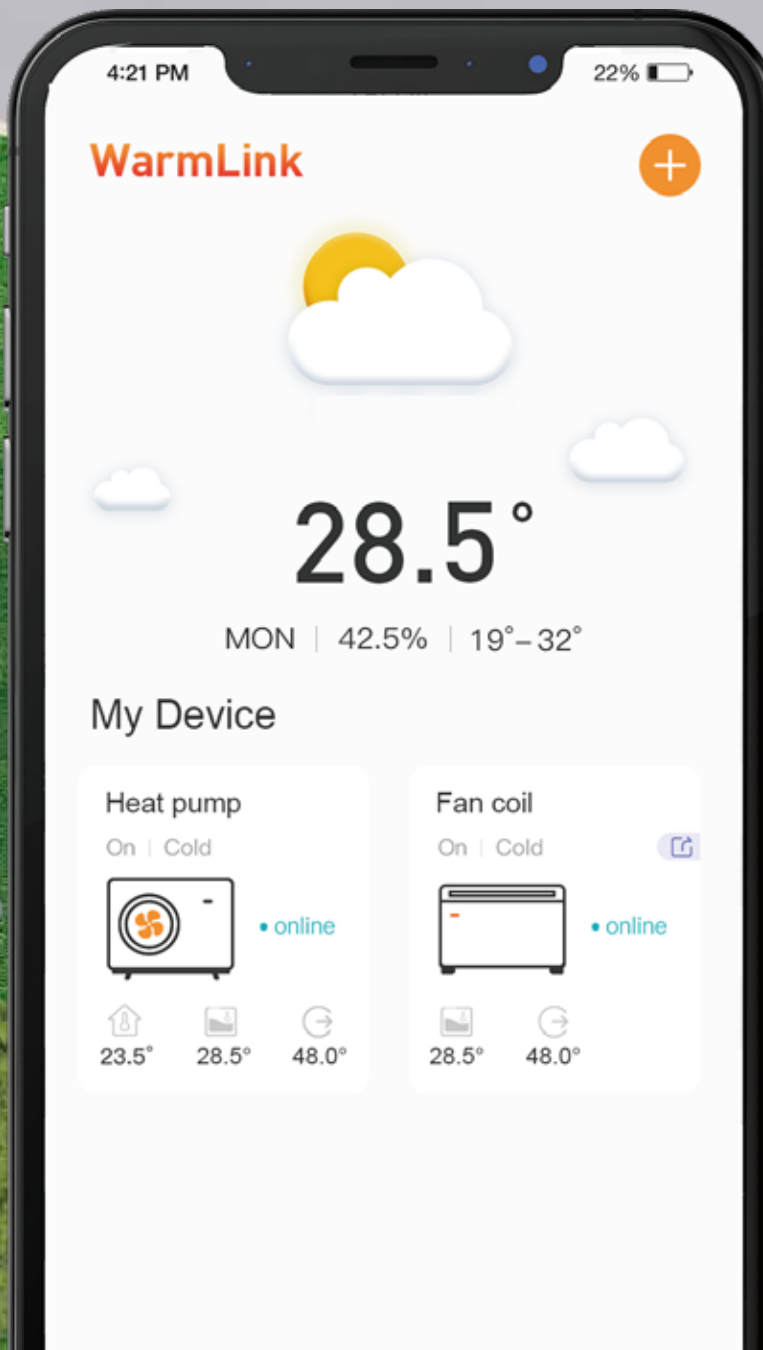 4:21 PM 22%
WarmLink
28.5°
MON | 42.5% | 19°–32°
My Device
Heat pump
On | Cold
• online
23.5° 28.5° 48.0°
Fan coil
On | Cold
• online
28.5° 48.0°